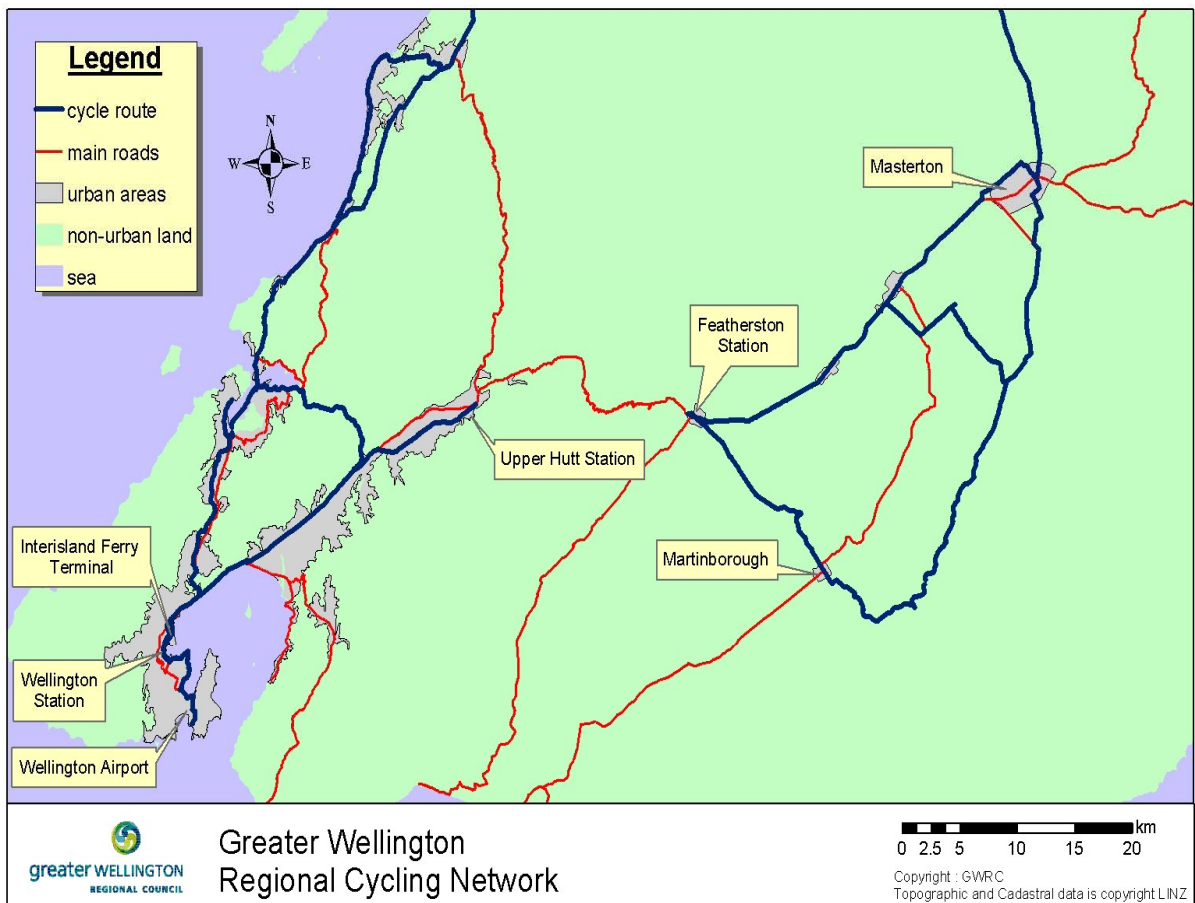 Legend
cycle route
main roads
urban areas
non-urban land
sea
N
W E
S
Masterton
Featherston
Station
Upper Hutt Station
Interisland Ferry
Terminal
Martinborough
Wellington
Station
Wellington Airport
greater WELLINGTON
REGIONAL COUNCIL
Greater Wellington
Regional Cycling Network
km
0 2.5 5 10 15 20
Copyright : GWRC
Topographic and Cadastral data is copyright LINZ